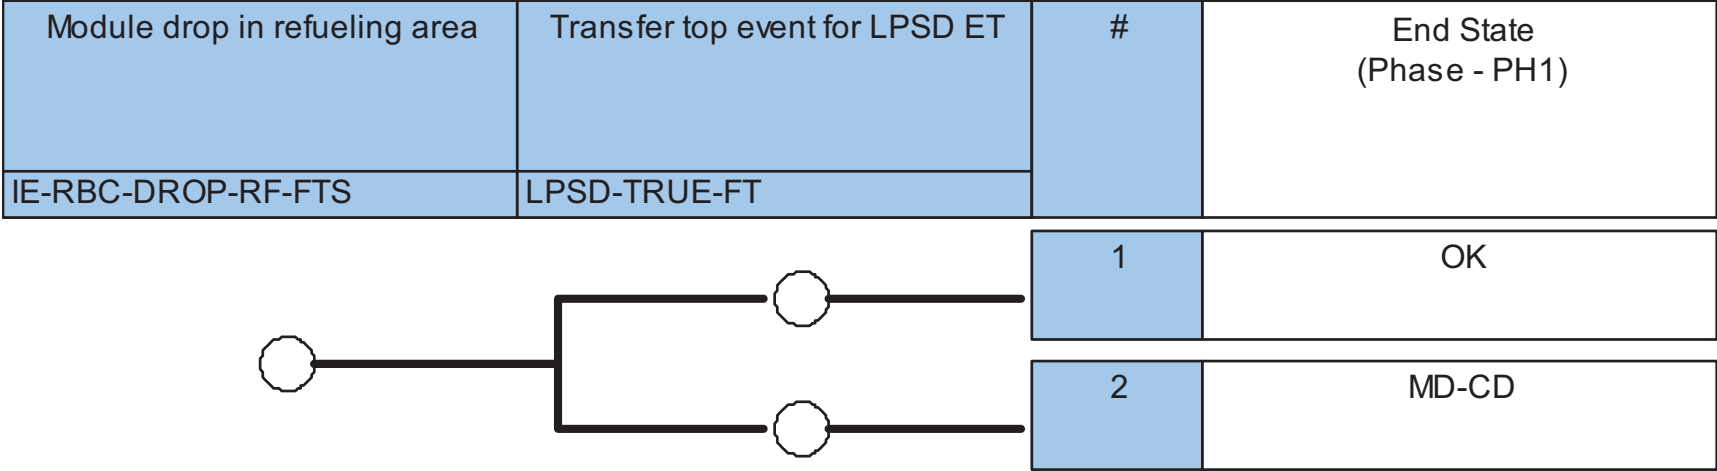 Module drop in refueling area
Transfer top event for LPSD ET
#
End State
(Phase - PH1)
IE-RBC-DROP-RF-FTS
LPSD-TRUE-FT
1
OK
2
MD-CD